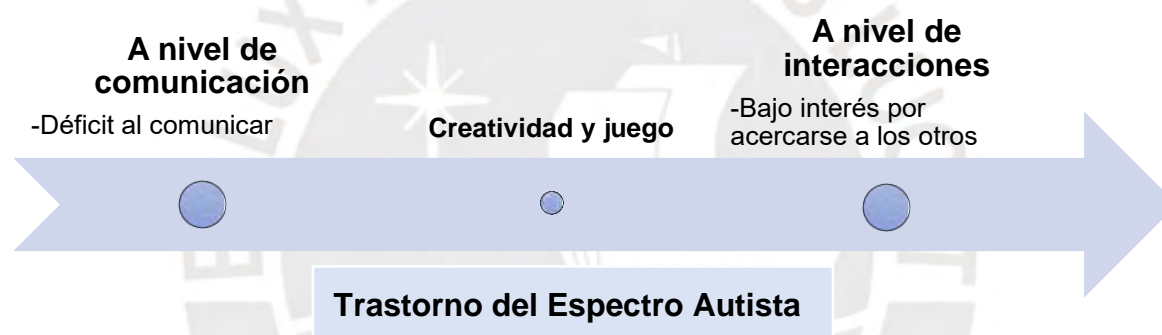 A nivel de
comunicación
-Déficit al comunicar
Creatividad y juego
A nivel de
interacciones
-Bajo interés por
acercarse a los otros
Trastorno del Espectro Autista